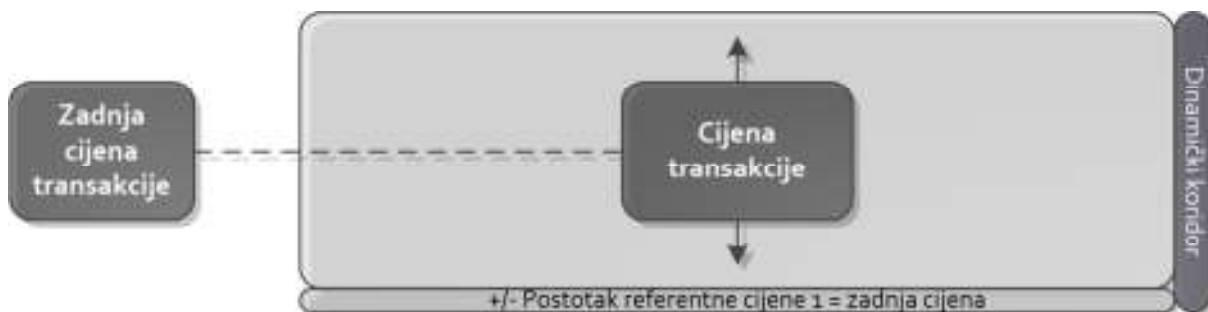 Zadnja
cijena
transakcije
Cijena
transakcije
Dinamički koridor
+/- Postotak referentne cijene 1 = zadnja cijena